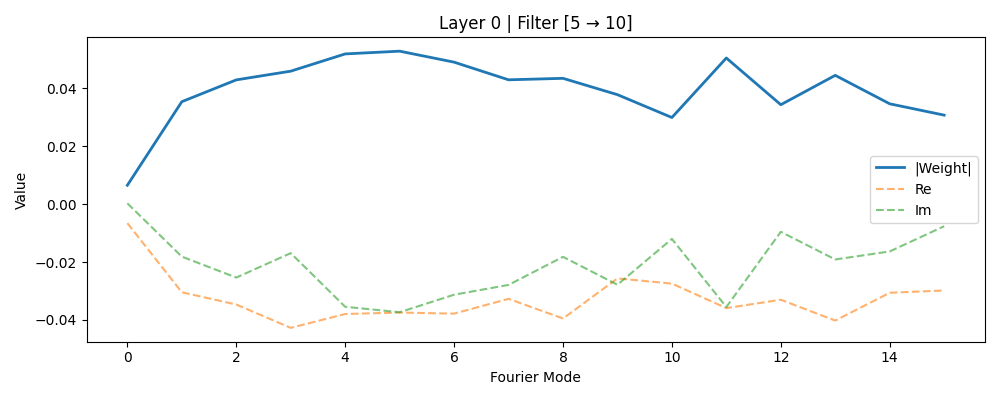 Layer 0 | Filter [5 → 10]
Value
0.04
0.02
0.00
−0.02
−0.04
|Weight|
Re
Im
0 2 4 6 8 10 12 14
Fourier Mode